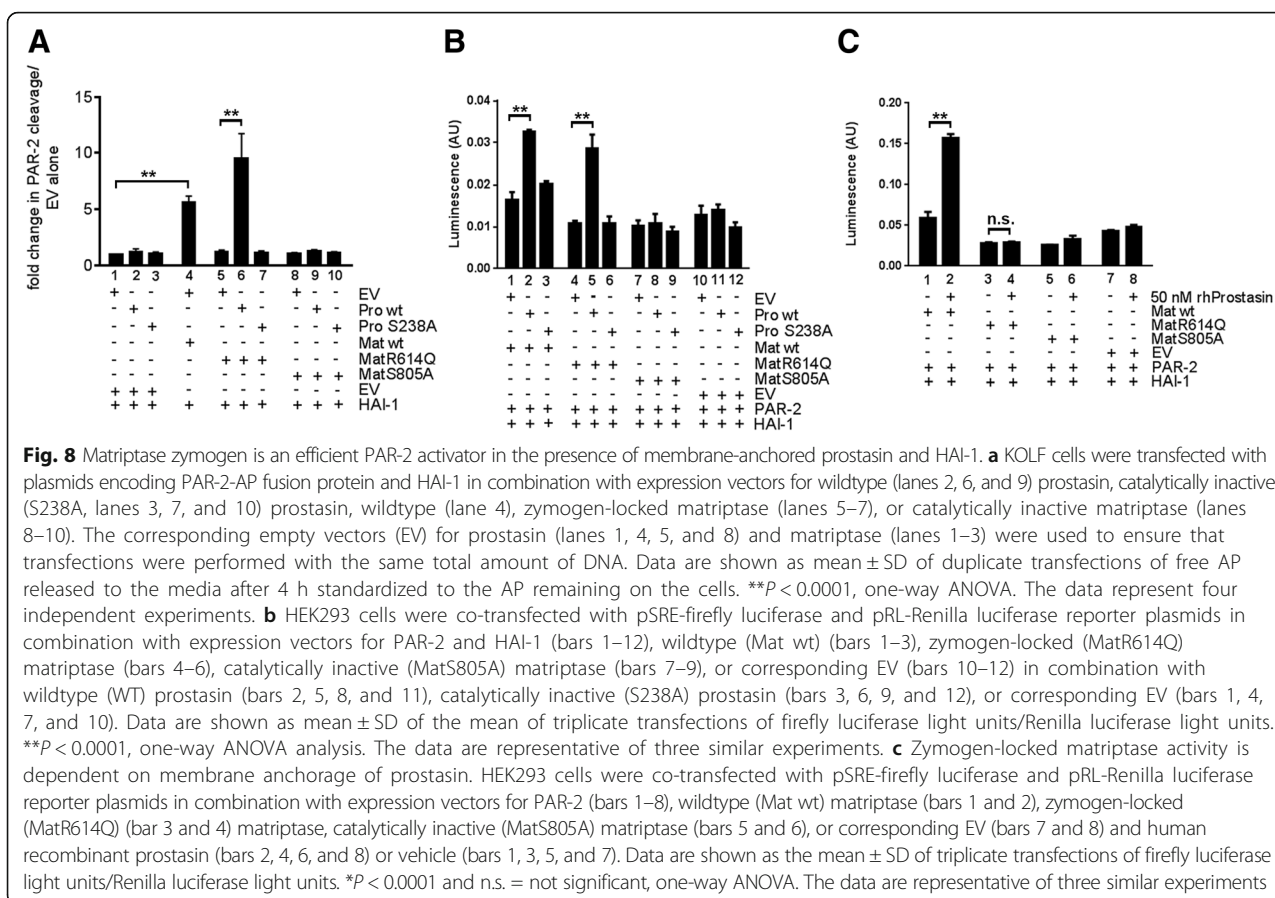 A
B
C
fold change in PAR-2 cleavage/
EV alone
15
10
5
0
**
**
1 2 3 4 5 6 7 8 9 10
+ - - + + - - + - - EV
- + - - - + - - + - Pro wt
- - + - - - + - - + Pro S238A
- - - + - - - - - - Mat wt
- - - - + + + - - - MatR614Q
- - - - - - - + + + MatS805A
+ + + - - - - - - - EV
+ + + + + + + + + + HAI-1
Luminescence (AU)
0.04
0.03
0.02
0.01
0.00
**
**
1 2 3 4 5 6 7 8 9 10 11 12
+ - - + - - + - - + - - EV
- + - - + - - + - - + - Pro wt
- - + - - + - - + - - + Pro S238A
+ + + - - - - - - - - - Mat wt
- - - + + + - - - - - - MatR614Q
- - - - - - + + + - - - MatS805A
- - - - - - - - - + + + EV
+ + + + + + + + + + + + PAR-2
+ + + + + + + + + + + + HAI-1
Luminescence (AU)
0.20
0.15
0.10
0.05
0.00
**
n.s.
1 2 3 4 5 6 7 8
- + - + - + - + 50 nM rhProstasin
+ + - - - - - - Mat wt
- - + + - - - - MatR614Q
- - - - + + - - MatS805A
- - - - - - + + EV
+ + + + + + + + PAR-2
+ + + + + + + + HAI-1
Fig. 8 Matriptase zymogen is an efficient PAR-2 activator in the presence of membrane-anchored prostasin and HAI-1. a KOLF cells were transfected with
plasmids encoding PAR-2-AP fusion protein and HAI-1 in combination with expression vectors for wildtype (lanes 2, 6, and 9) prostasin, catalytically inactive
(S238A, lanes 3, 7, and 10) prostasin, wildtype (lane 4), zymogen-locked matriptase (lanes 5–7), or catalytically inactive matriptase (lanes
8–10). The corresponding empty vectors (EV) for prostasin (lanes 1, 4, 5, and 8) and matriptase (lanes 1–3) were used to ensure that
transfections were performed with the same total amount of DNA. Data are shown as mean ± SD of duplicate transfections of free AP
released to the media after 4 h standardized to the AP remaining on the cells. **P < 0.0001, one-way ANOVA. The data represent four
independent experiments. b HEK293 cells were co-transfected with pSRE-firefly luciferase and pRL-Renilla luciferase reporter plasmids in
combination with expression vectors for PAR-2 and HAI-1 (bars 1–12), wildtype (Mat wt) (bars 1–3), zymogen-locked (MatR614Q)
matriptase (bars 4–6), catalytically inactive (MatS805A) matriptase (bars 7–9), or corresponding EV (bars 10–12) in combination with
wildtype (WT) prostasin (bars 2, 5, 8, and 11), catalytically inactive (S238A) prostasin (bars 3, 6, 9, and 12), or corresponding EV (bars 1, 4,
7, and 10). Data are shown as mean ± SD of the mean of triplicate transfections of firefly luciferase light units/Renilla luciferase light units.
**P < 0.0001, one-way ANOVA analysis. The data are representative of three similar experiments. c Zymogen-locked matriptase activity is
dependent on membrane anchorage of prostasin. HEK293 cells were co-transfected with pSRE-firefly luciferase and pRL-Renilla luciferase
reporter plasmids in combination with expression vectors for PAR-2 (bars 1–8), wildtype (Mat wt) matriptase (bars 1 and 2), zymogen-locked
(MatR614Q) (bar 3 and 4) matriptase, catalytically inactive (MatS805A) matriptase (bars 5 and 6), or corresponding EV (bars 7 and 8) and human
recombinant prostasin (bars 2, 4, 6, and 8) or vehicle (bars 1, 3, 5, and 7). Data are shown as the mean ± SD of triplicate transfections of firefly luciferase
light units/Renilla luciferase light units. *P < 0.0001 and n.s. = not significant, one-way ANOVA. The data are representative of three similar experiments